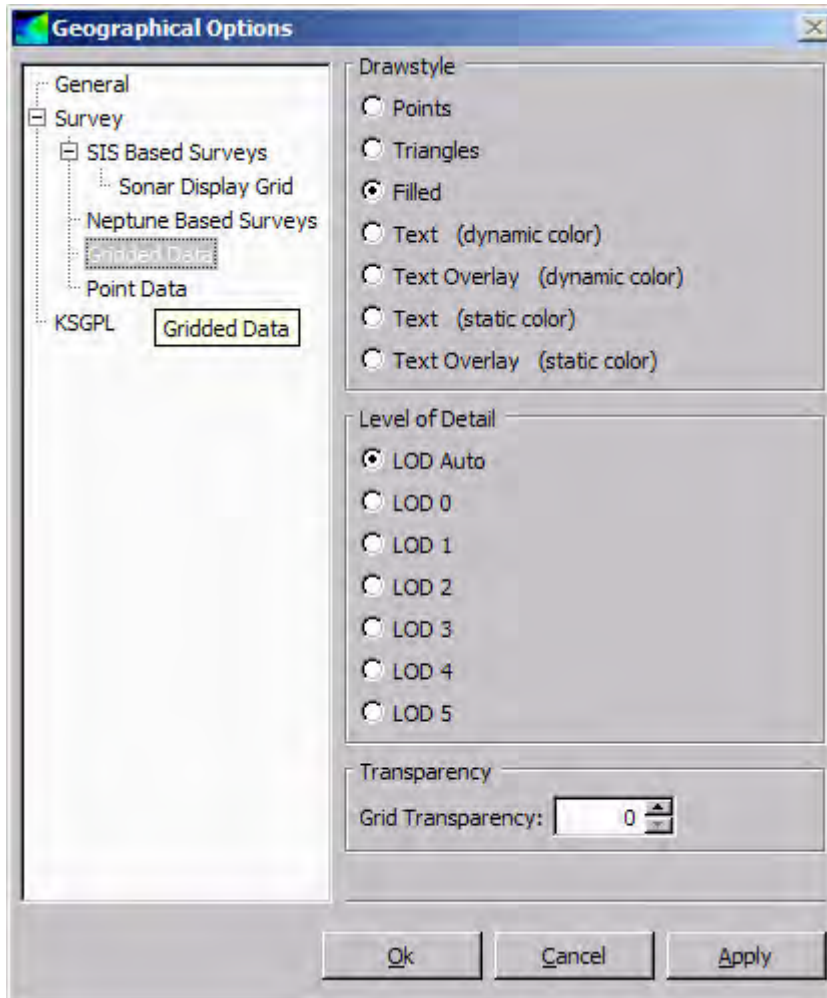 Geographical Options
General
Survey
SIS Based Surveys
Sonar Display Grid
Neptune Based Surveys
Gridded Data
Point Data
KSGPL
Gridded Data
Drawstyle
Points
Triangles
Filled
Text (dynamic color)
Text Overlay (dynamic color)
Text (static color)
Text Overlay (static color)
Level of Detail
LOD Auto
LOD 0
LOD 1
LOD 2
LOD 3
LOD 4
LOD 5
Transparency
Grid Transparency: 0
Ok Cancel Apply